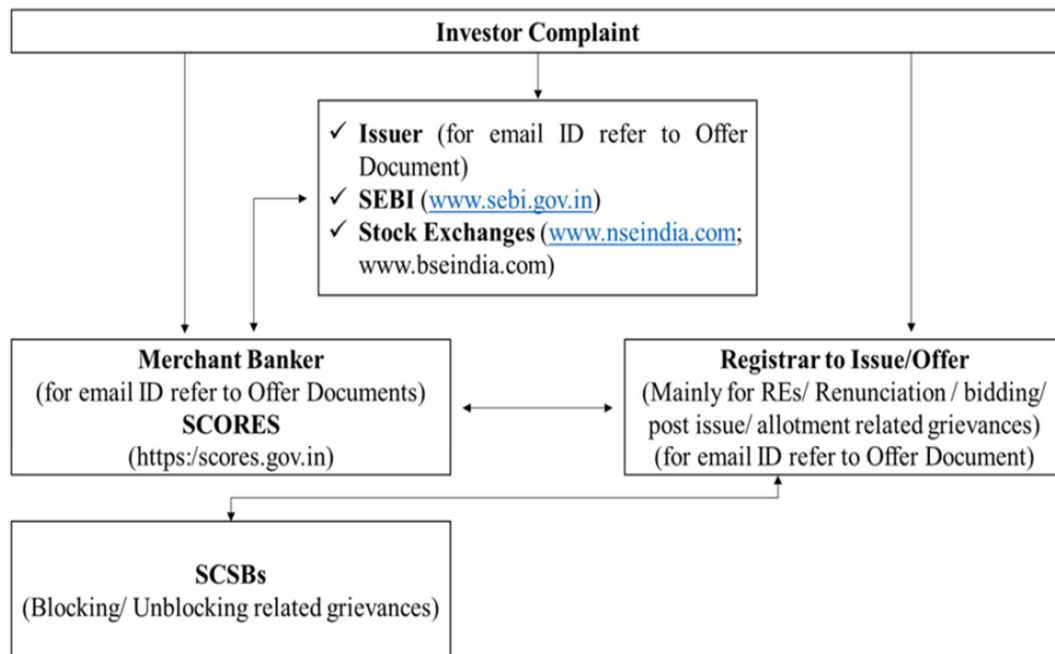 Investor Complaint
✓ Issuer (for email ID refer to Offer
Document)
✓ SEBI (www.sebi.gov.in)
✓ Stock Exchanges (www.nseindia.com;
www.bseindia.com)
Merchant Banker
(for email ID refer to Offer Documents)
SCORES
(https:/scores.gov.in)
Registrar to Issue/Offer
(Mainly for REs/ Renunciation / bidding/
post issue/ allotment related grievances)
(for email ID refer to Offer Document)
SCSBs
(Blocking/ Unblocking related grievances)